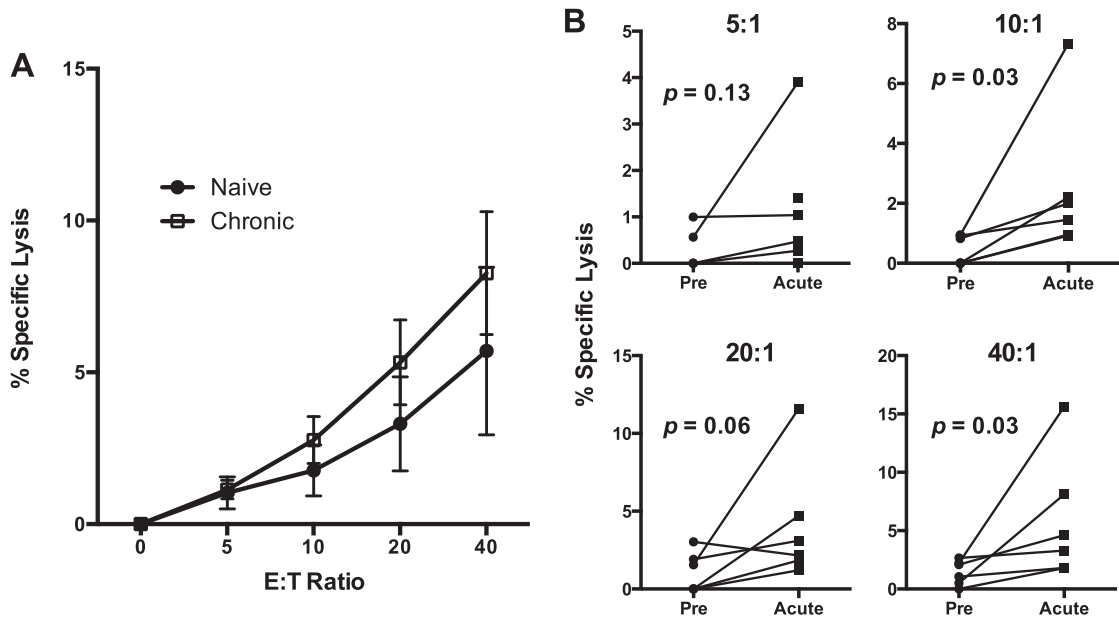 A
15
10
5
0
% Specific Lysis
Naive
Chronic
0 5 10 20 40
E:T Ratio
B
% Specific Lysis
5:1
p = 0.13
5
4
3
2
1
0
Pre Acute
10:1
p = 0.03
8
6
4
2
0
Pre Acute
20:1
p = 0.06
15
10
5
0
Pre Acute
40:1
p = 0.03
20
15
10
5
0
Pre Acute